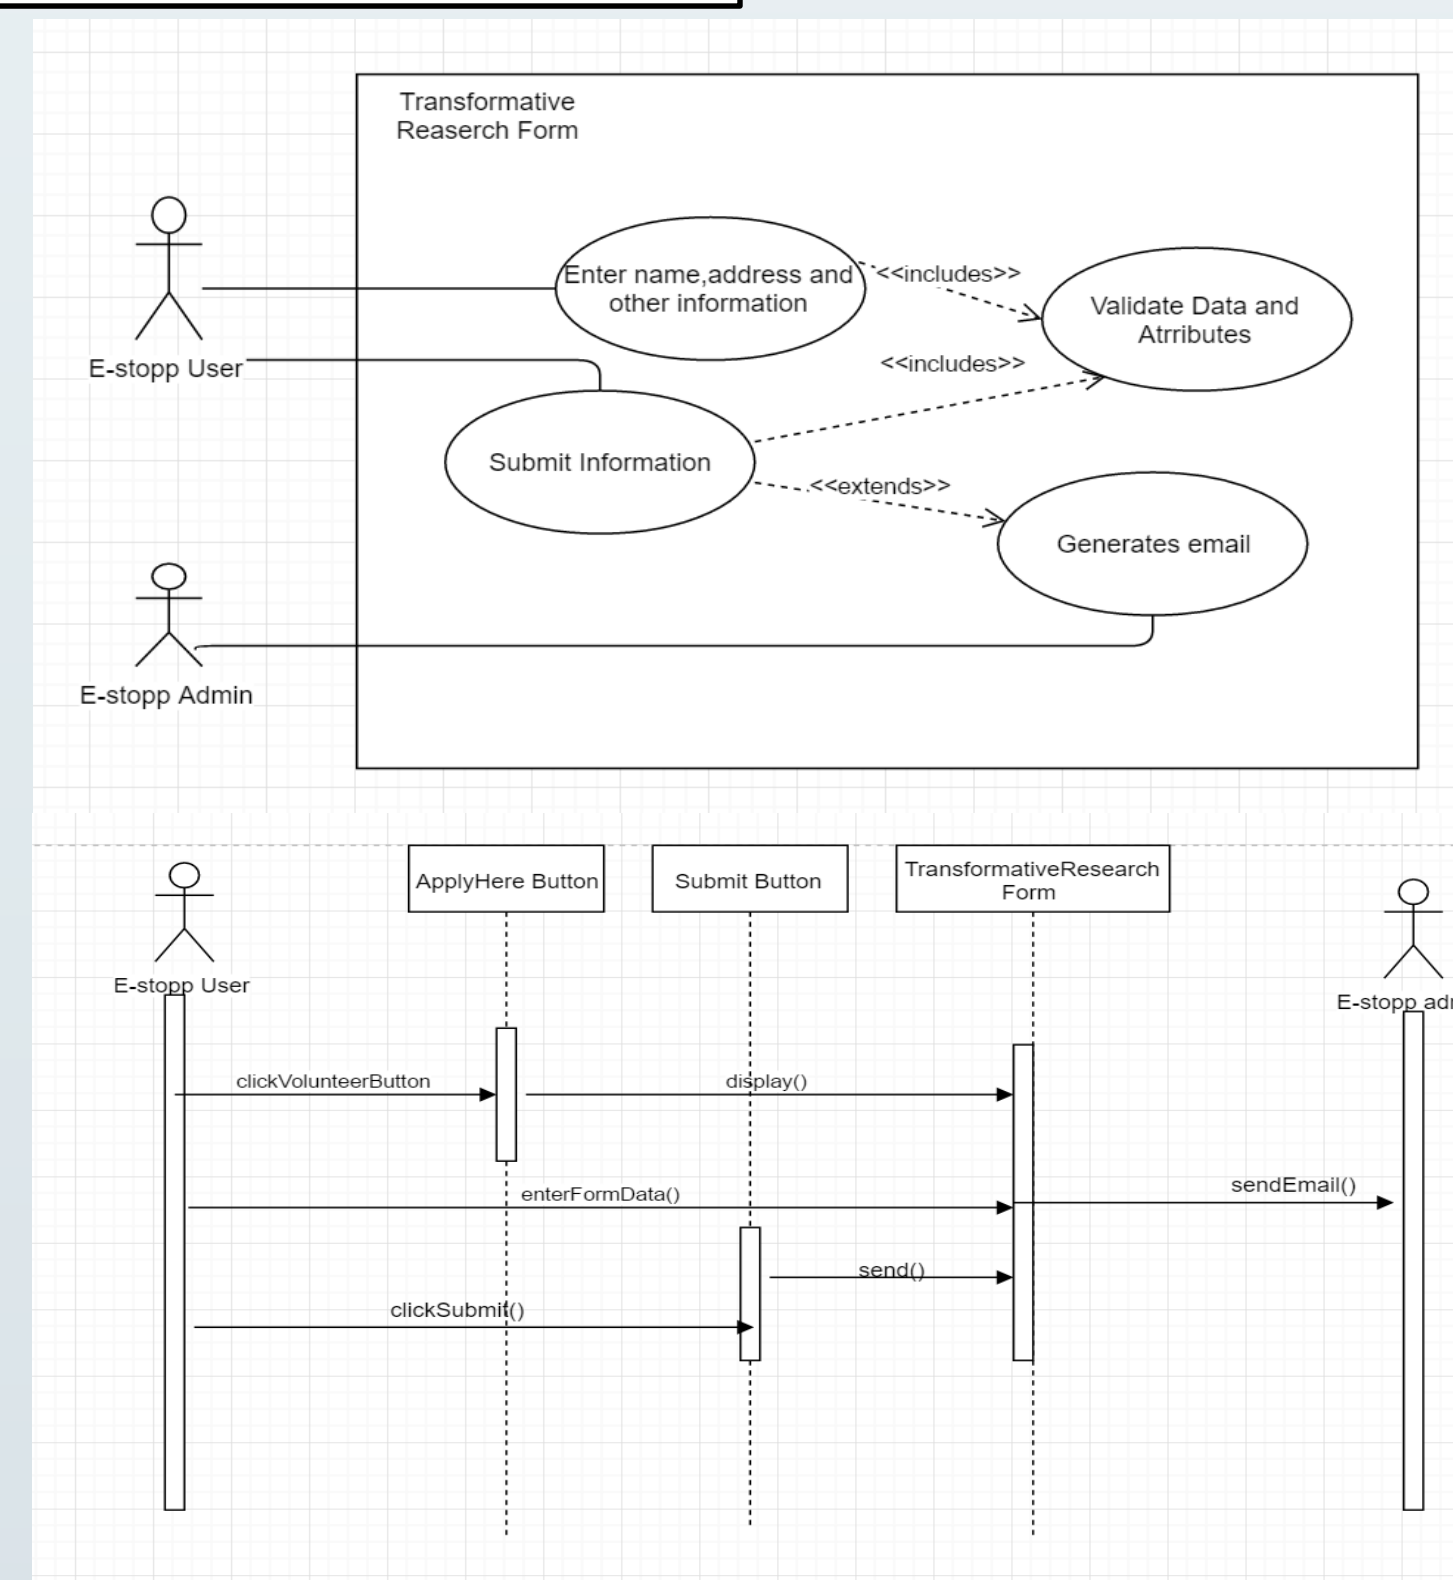 Transformative
Reaserch Form
Enter name,address and
other information
<<includes>>
Validate Data and
Atrributes
E-stopp User
<<includes>>
Submit Information
<<extends>>
Generates email
E-stopp Admin
ApplyHere Button
Submit Button
TransformativeResearch
Form
E-stopp User
E-stopp adr
clickVolunteerButton
display()
enterFormData()
sendEmail()
send()
clickSubmit()